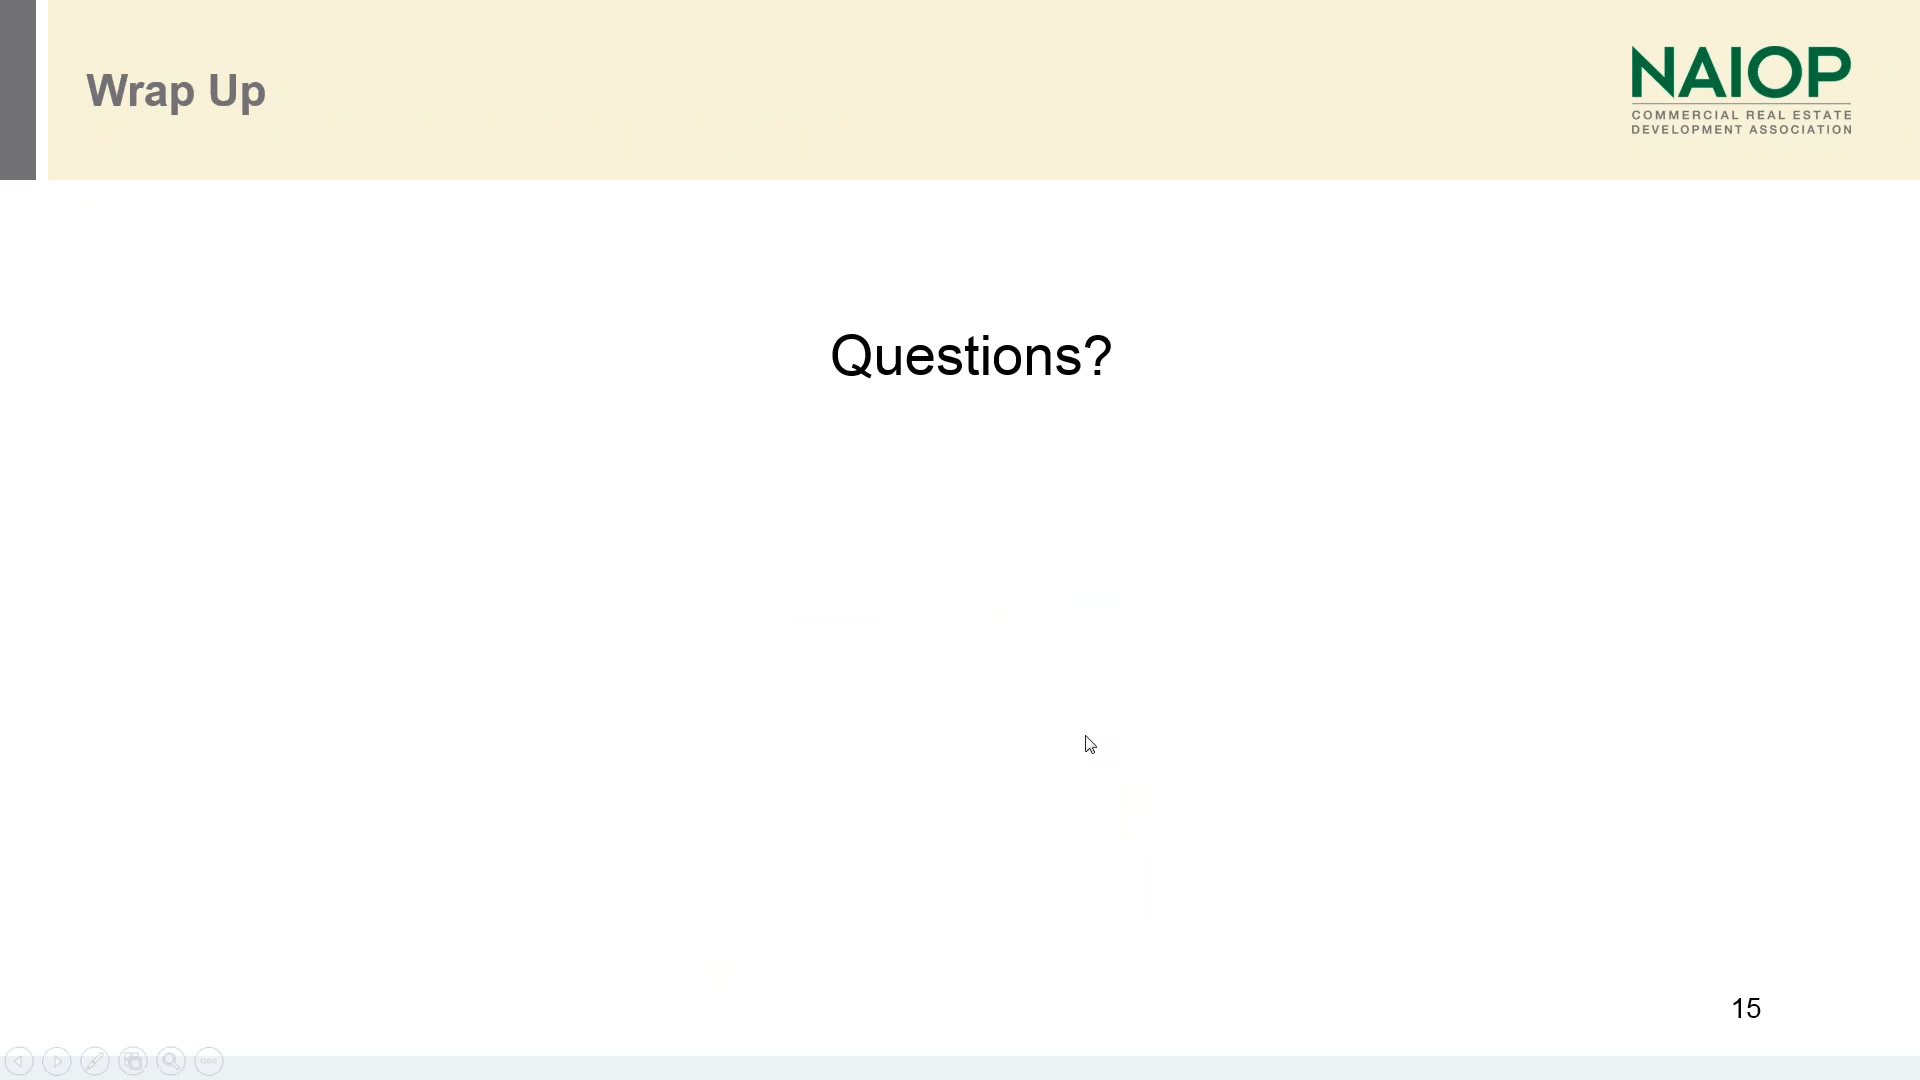 Wrap Up
NAIOP
COMMERCIAL REAL ESTATE
DEVELOPMENT ASSOCIATION
Questions?
15